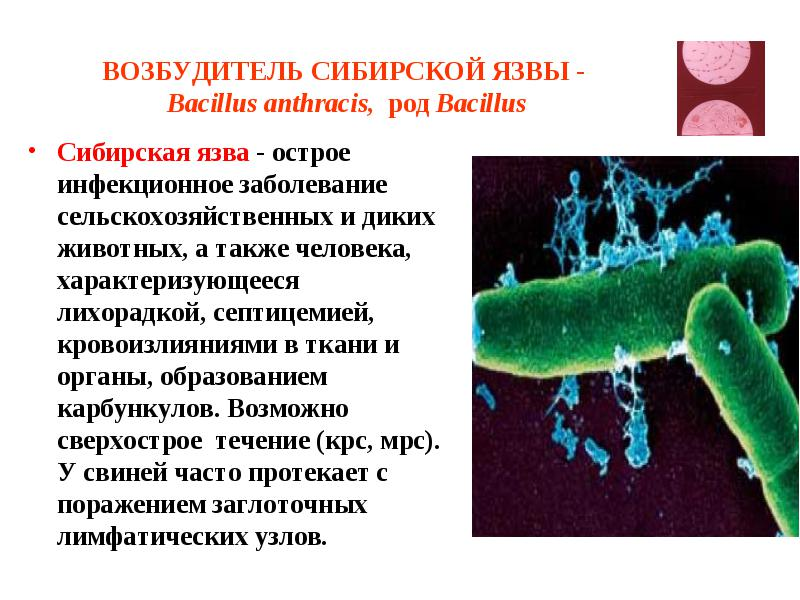 ВОЗБУДИТЕЛЬ СИБИРСКОЙ ЯЗВЫ -
Bacillus anthracis, род Bacillus
• Сибирская язва - острое
инфекционное заболевание
сельскохозяйственных и диких
животных, а также человека,
характеризующееся
лихорадкой, септицемией,
кровоизлияниями в ткани и
органы, образованием
карбункулов. Возможно
сверхострое течение (крс, мрс).
У свиней часто протекает с
поражением заглоточных
лимфатических узлов.